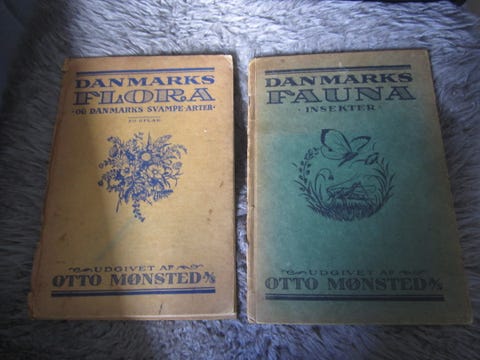 DANMARKS
FLORA
·OG DANMARKS SVAMPE-ARTER·
UDGIVET AF
OTTO MØNSTED A/S
DANMARKS
FAUNA
·INSEKTER·
UDGIVET AF
OTTO MØNSTED A/S